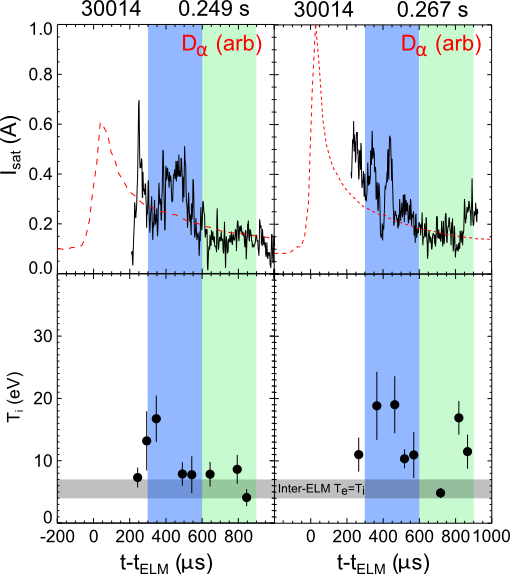 30014 0.249 s 30014 0.267 s
Dα (arb) Dα (arb)
1.0
0.8
0.6
0.4
0.2
0.0
Isat (A)
-200 0 200 400 600 800
t-tELM (μs)
0 200 400 600 800 1000
t-tELM (μs)
30
20
10
0
Ti (eV)
Inter-ELM Te=Ti